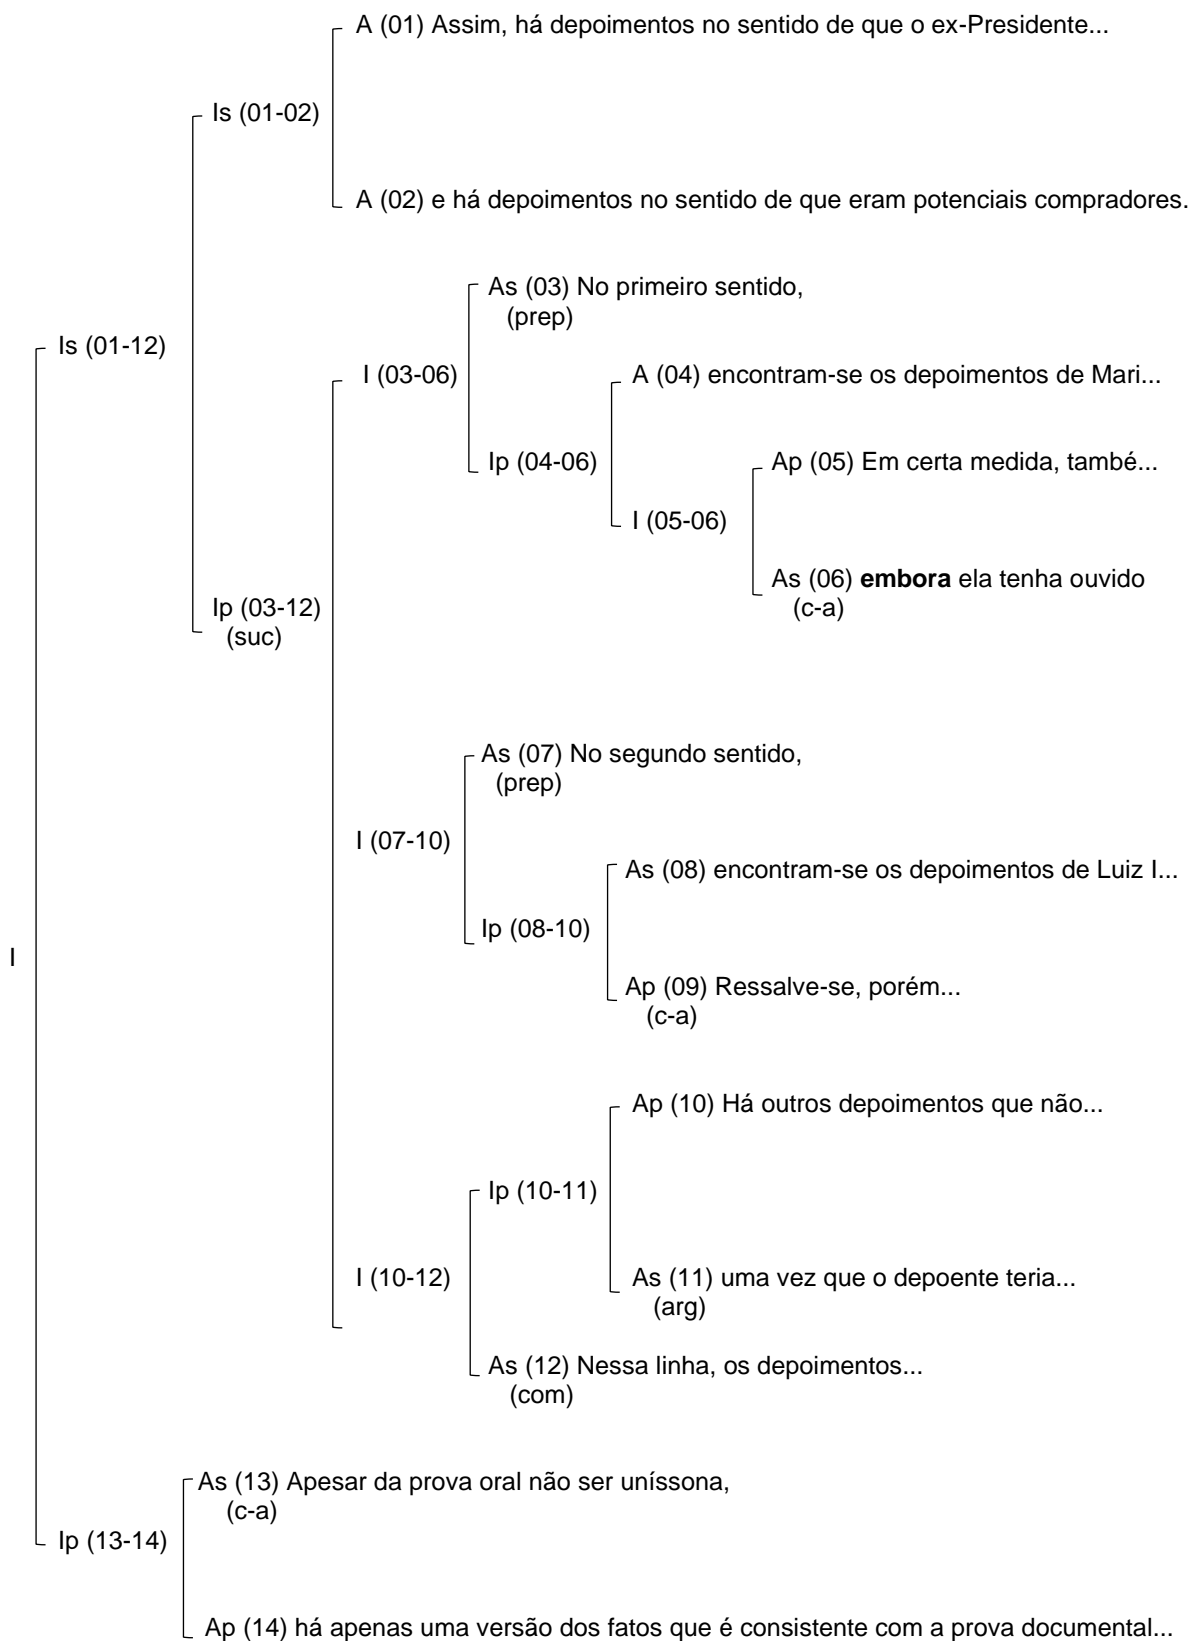 A (01) Assim, há depoimentos no sentido de que o ex-Presidente...
Is (01-02)
A (02) e há depoimentos no sentido de que eram potenciais compradores.
As (03) No primeiro sentido,
(prep)
Is (01-12)
I (03-06)
A (04) encontram-se os depoimentos de Mari...
Ip (04-06)
Ap (05) Em certa medida, també...
I (05-06)
As (06) embora ela tenha ouvido
(c-a)
Ip (03-12)
(suc)
As (07) No segundo sentido,
(prep)
I (07-10)
As (08) encontram-se os depoimentos de Luiz I...
Ip (08-10)
I
Ap (09) Ressalve-se, porém...
(c-a)
Ap (10) Há outros depoimentos que não...
Ip (10-11)
I (10-12)
As (11) uma vez que o depoente teria...
(arg)
As (12) Nessa linha, os depoimentos...
(com)
As (13) Apesar da prova oral não ser uníssona,
(c-a)
Ip (13-14)
Ap (14) há apenas uma versão dos fatos que é consistente com a prova documental...